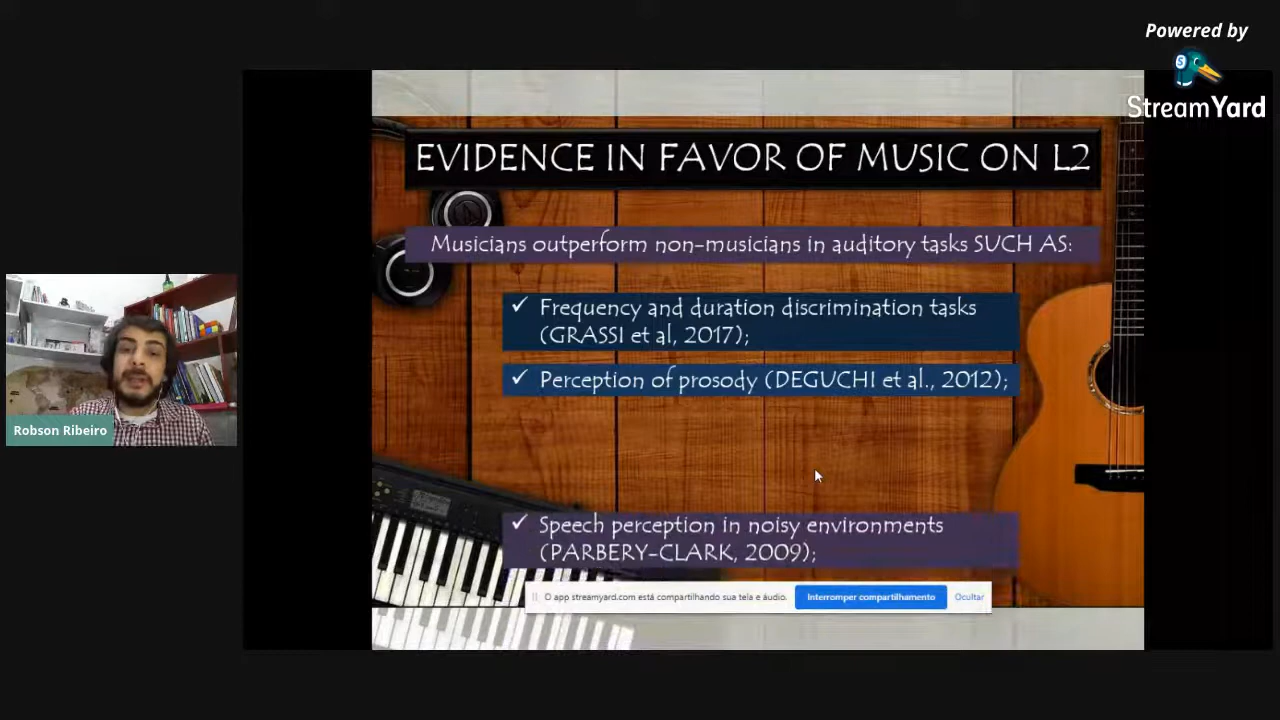 Powered by
StreamYard
EVIDENCE IN FAVOR OF MUSIC ON L2
Musicians outperform non-musicians in auditory tasks SUCH AS:
✓ Frequency and duration discrimination tasks
(GRASSI et al, 2017);
✓ Perception of prosody (DEGUCHI et al., 2012);
Robson Ribeiro
✓ Speech perception in noisy environments
(PARBERY-CLARK, 2009);
O app streamyard.com está compartilhando sua tela e áudio. Interromper compartilhamento Ocultar